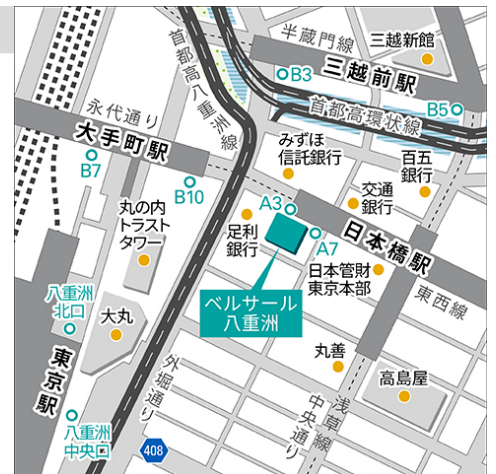 半蔵門線
三越新館
三越前駅
B3
B5
首都高八重洲線
首都高環状線
永代通り
大手町駅
B7
B10
みずほ
信託銀行
百五
銀行
交通
銀行
A3
A7
足利
銀行
日本橋駅
丸の内
トラスト
タワー
日本管財
東京本部
東西線
ベルサール
八重洲
八重洲
北口
大丸
東京駅
丸善
高島屋
外堀通り
中央通り
浅草線
八重洲
中央口
408